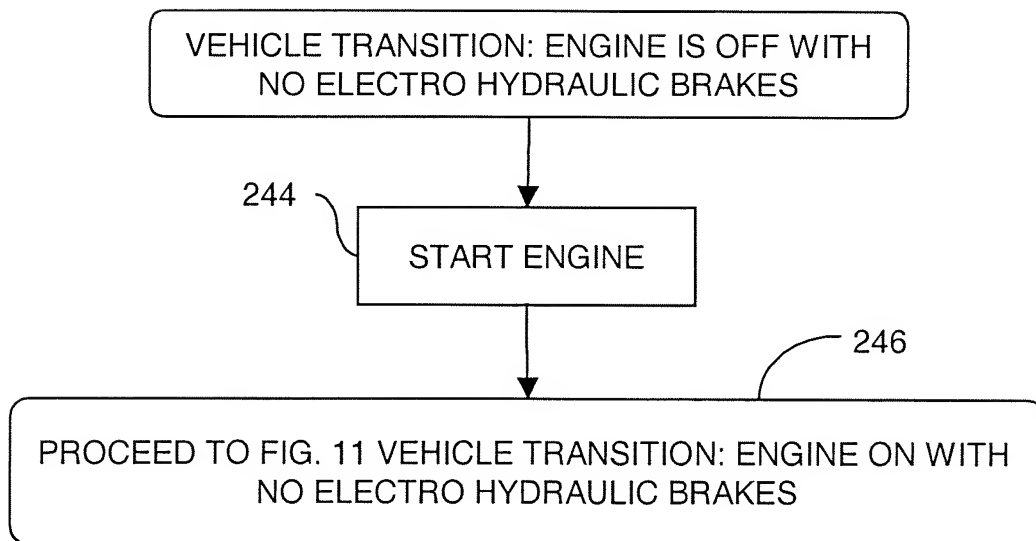 VEHICLE TRANSITION: ENGINE IS OFF WITH
NO ELECTRO HYDRAULIC BRAKES
244
START ENGINE
246
PROCEED TO FIG. 11 VEHICLE TRANSITION: ENGINE ON WITH
NO ELECTRO HYDRAULIC BRAKES